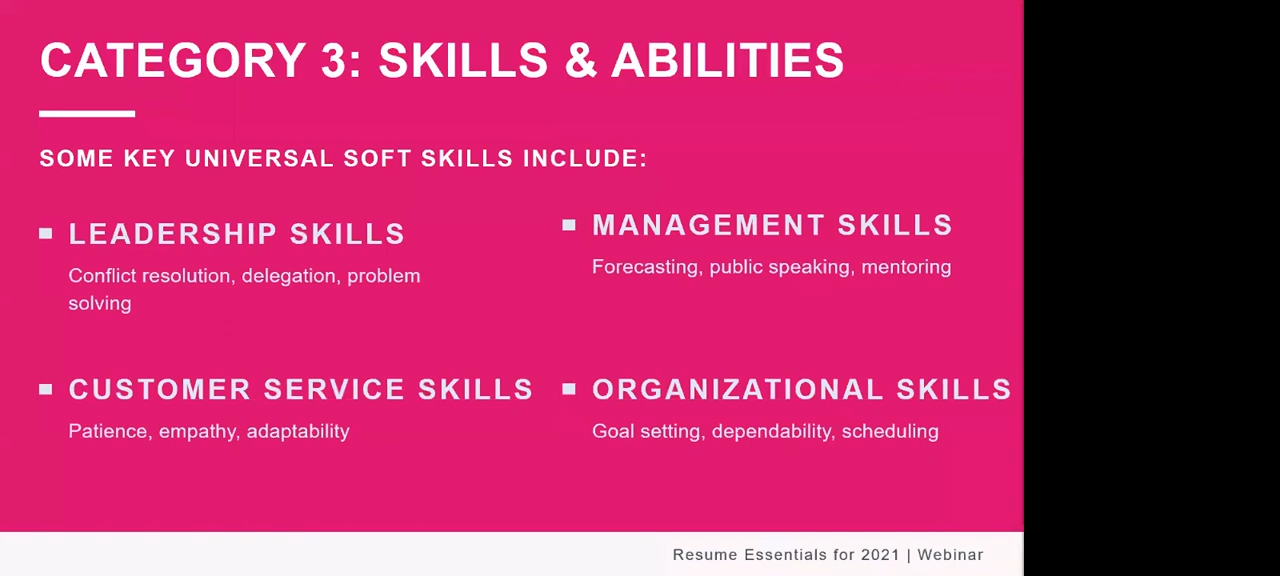 CATEGORY 3: SKILLS & ABILITIES
SOME KEY UNIVERSAL SOFT SKILLS INCLUDE:
LEADERSHIP SKILLS
Conflict resolution, delegation, problem
solving
MANAGEMENT SKILLS
Forecasting, public speaking, mentoring
CUSTOMER SERVICE SKILLS
Patience, empathy, adaptability
ORGANIZATIONAL SKILLS
Goal setting, dependability, scheduling
Resume Essentials for 2021 | Webinar